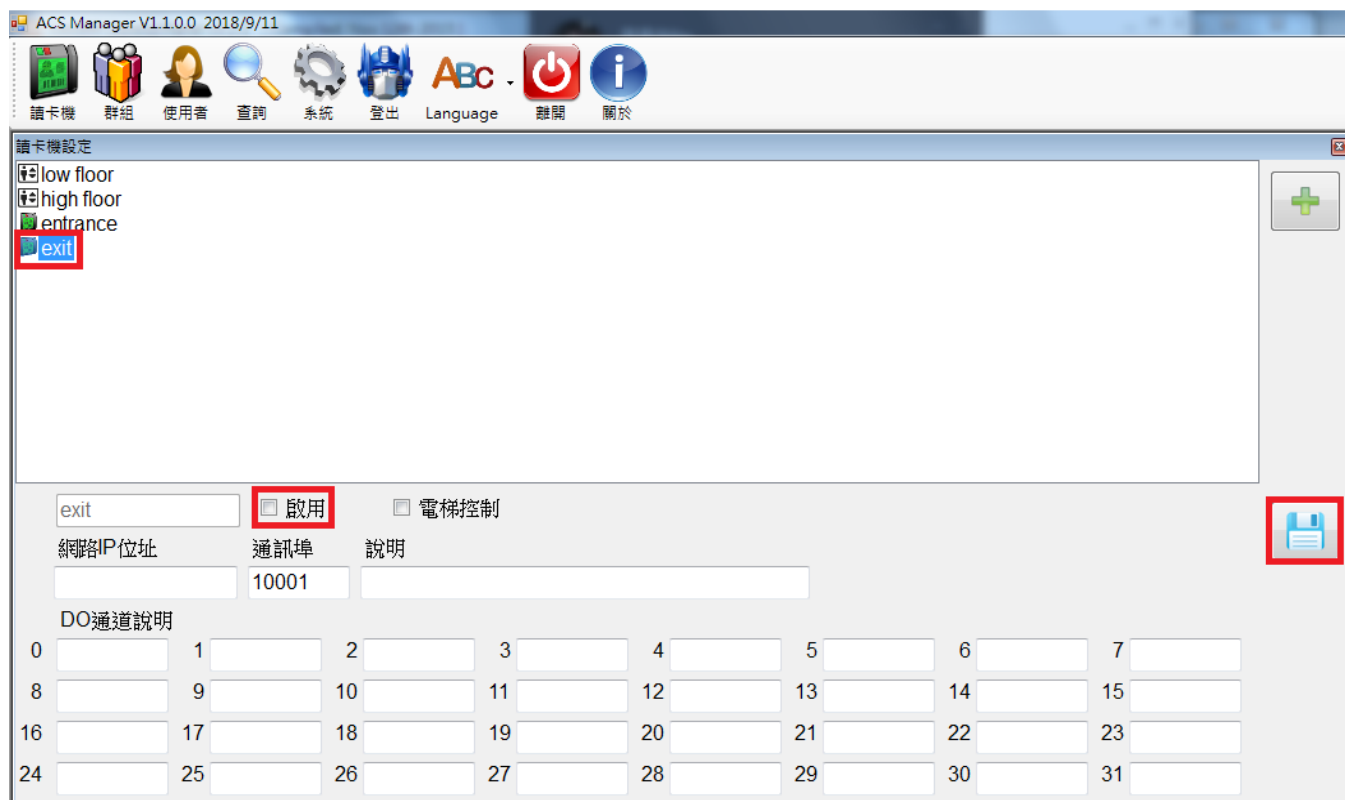 ACS Manager V1.1.0.0 2018/9/11
讀卡機 群組 使用者 查詢 系統 ABC 登出 Language 離開 關於
讀卡機設定
low floor
high floor
entrance
exit
exit 啟用 電梯控制
網路IP位址 通訊埠 說明
10001
DO通道說明
0 1 2 3 4 5 6 7
8 9 10 11 12 13 14 15
16 17 18 19 20 21 22 23
24 25 26 27 28 29 30 31